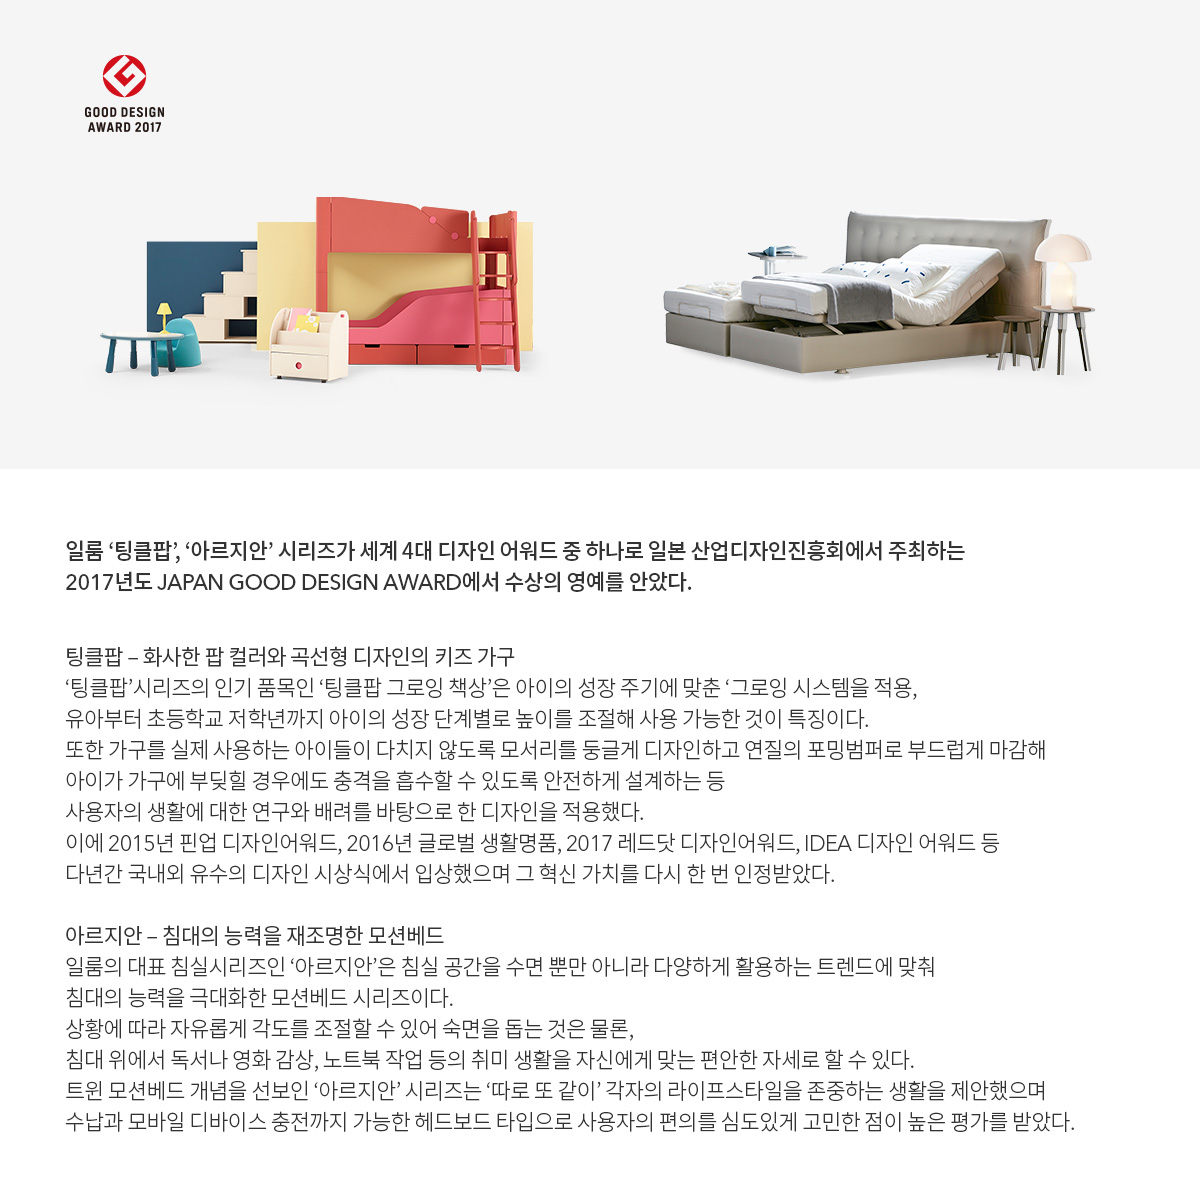 GOOD DESIGN
AWARD 2017
일룸 ‘팅클팝’, ‘아르지안’ 시리즈가 세계 4대 디자인 어워드 중 하나로 일본 산업디자인진흥회에서 주최하는
2017년도 JAPAN GOOD DESIGN AWARD에서 수상의 영예를 안았다.
팅클팝 – 화사한 팝 컬러와 곡선형 디자인의 키즈 가구
‘팅클팝’시리즈의 인기 품목인 ‘팅클팝 그로잉 책상’은 아이의 성장 주기에 맞춘 ‘그로잉 시스템을 적용,
유아부터 초등학교 저학년까지 아이의 성장 단계별로 높이를 조절해 사용 가능한 것이 특징이다.
또한 가구를 실제 사용하는 아이들이 다치지 않도록 모서리를 둥글게 디자인하고 연질의 포밍범퍼로 부드럽게 마감해
아이가 가구에 부딪힐 경우에도 충격을 흡수할 수 있도록 안전하게 설계하는 등
사용자의 생활에 대한 연구와 배려를 바탕으로 한 디자인을 적용했다.
이에 2015년 핀업 디자인어워드, 2016년 글로벌 생활명품, 2017 레드닷 디자인어워드, IDEA 디자인 어워드 등
다년간 국내외 유수의 디자인 시상식에서 입상했으며 그 혁신 가치를 다시 한 번 인정받았다.
아르지안 – 침대의 능력을 재조명한 모션베드
일룸의 대표 침실시리즈인 ‘아르지안’은 침실 공간을 수면 뿐만 아니라 다양하게 활용하는 트렌드에 맞춰
침대의 능력을 극대화한 모션베드 시리즈이다.
상황에 따라 자유롭게 각도를 조절할 수 있어 숙면을 돕는 것은 물론,
침대 위에서 독서나 영화 감상, 노트북 작업 등의 취미 생활을 자신에게 맞는 편안한 자세로 할 수 있다.
트윈 모션베드 개념을 선보인 ‘아르지안’ 시리즈는 ‘따로 또 같이’ 각자의 라이프스타일을 존중하는 생활을 제안했으며
수납과 모바일 디바이스 충전까지 가능한 헤드보드 타입으로 사용자의 편의를 심도있게 고민한 점이 높은 평가를 받았다.